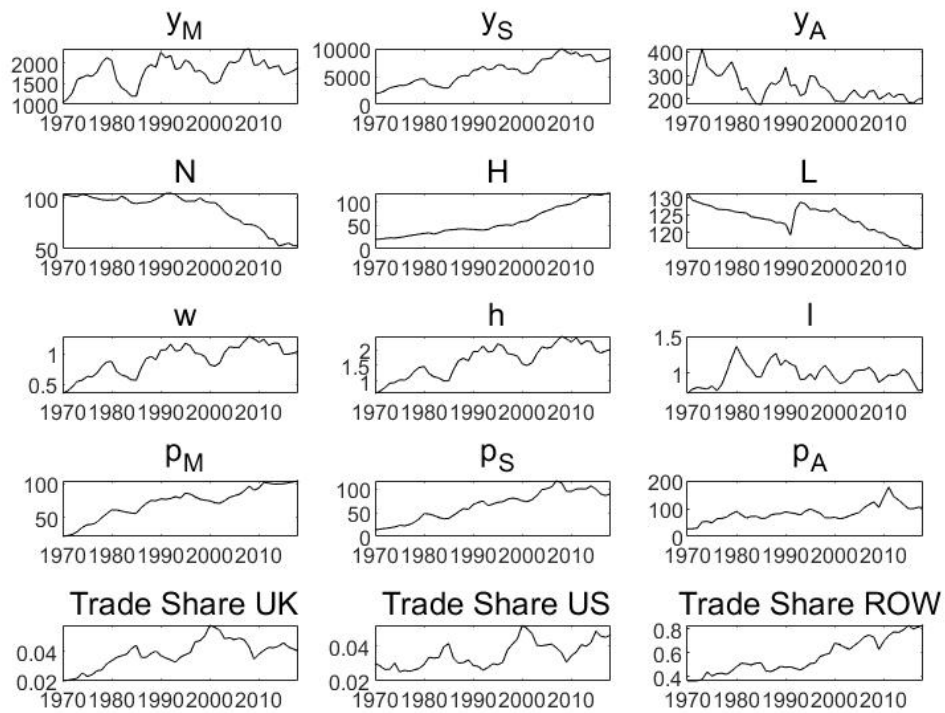 y_M y_S y_A
2000 1500 1000 10000 5000 0 400 300 200
1970 1980 1990 2000 2010 1970 1980 1990 2000 2010 1970 1980 1990 2000 2010
N H L
100 50 100 50 0 130 125 120
1970 1980 1990 2000 2010 1970 1980 1990 2000 2010 1970 1980 1990 2000 2010
w h l
1 0.5 2 1.5 1 1.5 1
1970 1980 1990 2000 2010 1970 1980 1990 2000 2010 1970 1980 1990 2000 2010
p_M p_S p_A
100 50 100 50 0 200 100 0
1970 1980 1990 2000 2010 1970 1980 1990 2000 2010 1970 1980 1990 2000 2010
Trade Share UK Trade Share US Trade Share ROW
0.04 0.02 0.04 0.02 0.8 0.6 0.4
1970 1980 1990 2000 2010 1970 1980 1990 2000 2010 1970 1980 1990 2000 2010